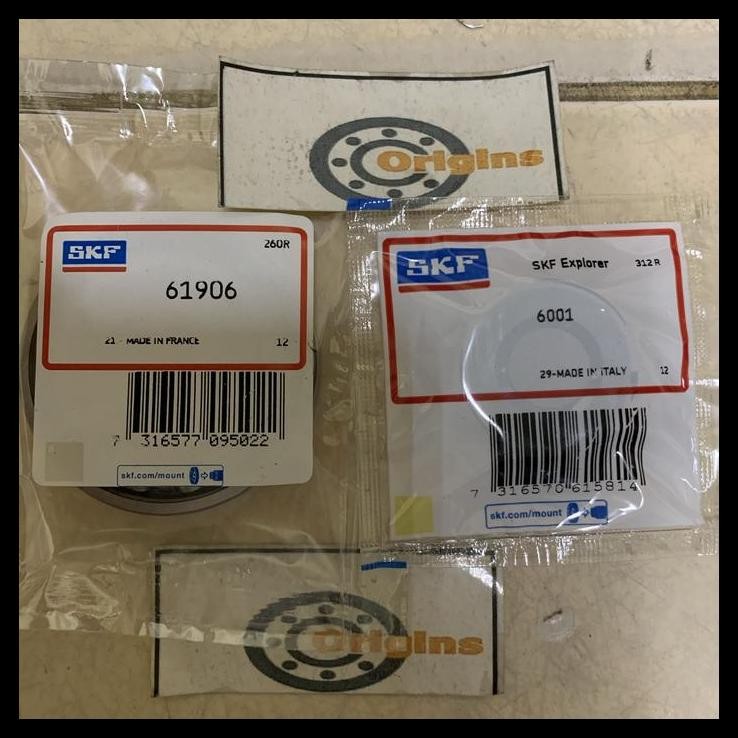 Origins
SKF
260R
61906
21 - MADE IN FRANCE
12
7 316577 095022
skf.com/mount
SKF
SKF Explorer
312 R
6001
29-MADE IN ITALY
12
7 316570 615814
skf.com/mount
Origins